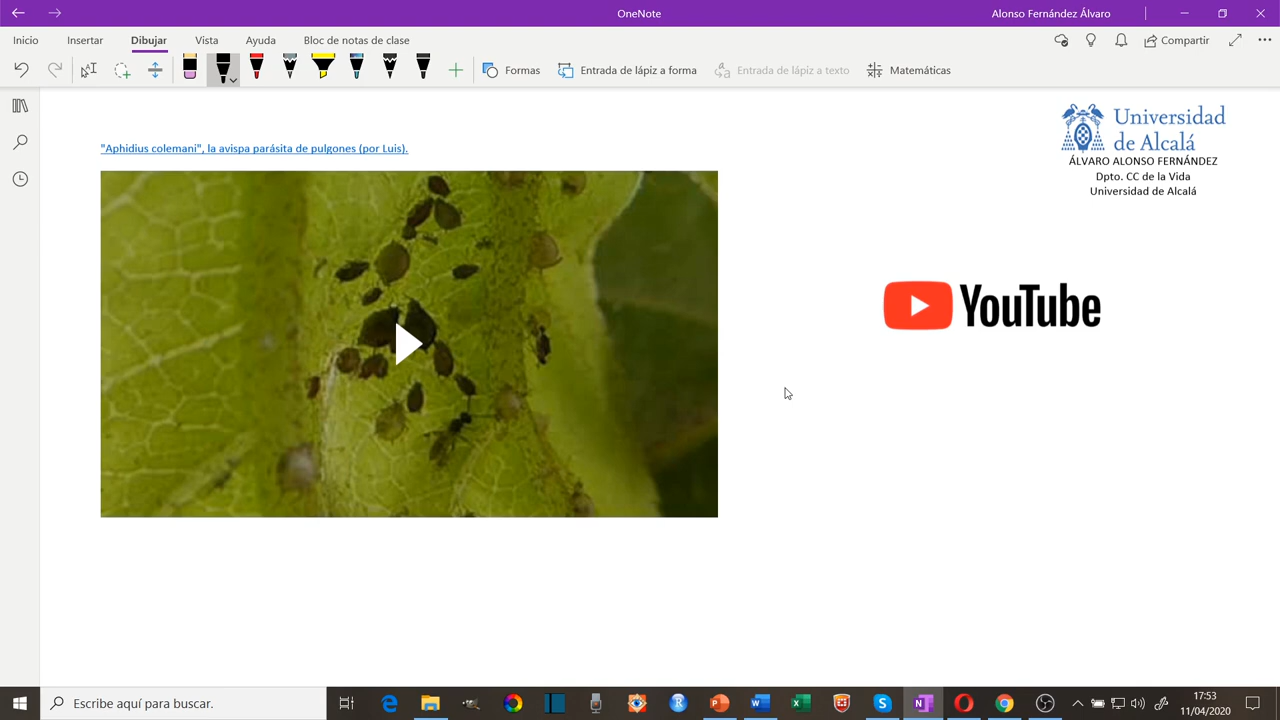 OneNote
Alonso Fernández Álvaro
Inicio
Insertar
Dibujar
Vista
Ayuda
Bloc de notas de clase
Compartir
Formas
Entrada de lápiz a forma
Entrada de lápiz a texto
Matemáticas
Universidad
de Alcalá
"Aphidius colemani", la avispa parásita de pulgones (por Luis).
ÁLVARO ALONSO FERNÁNDEZ
Dpto. CC de la Vida
Universidad de Alcalá
YouTube
Escribe aquí para buscar.
17:53
11/04/2020